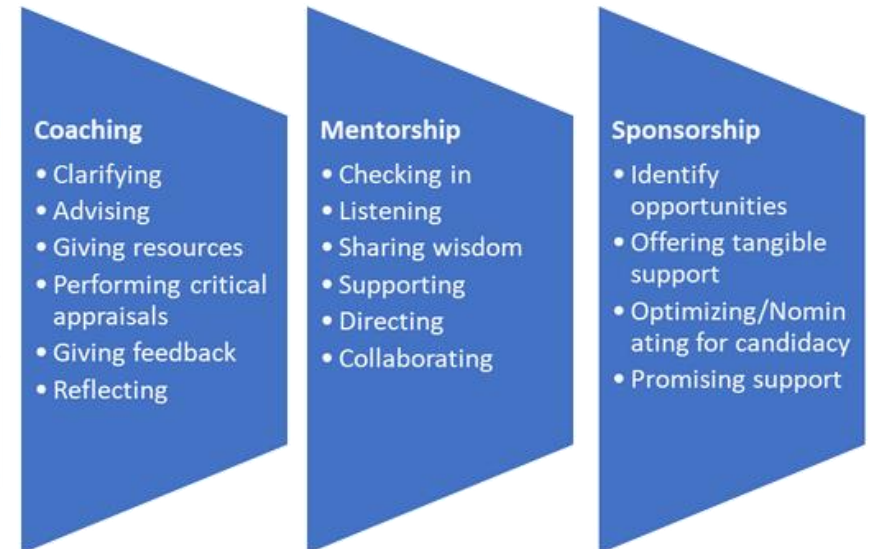 Coaching
• Clarifying
• Advising
• Giving resources
• Performing critical
appraisals
• Giving feedback
• Reflecting
Mentorship
• Checking in
• Listening
• Sharing wisdom
• Supporting
• Directing
• Collaborating
Sponsorship
• Identify
opportunities
• Offering tangible
support
• Optimizing/Nomin
ating for candidacy
• Promising support